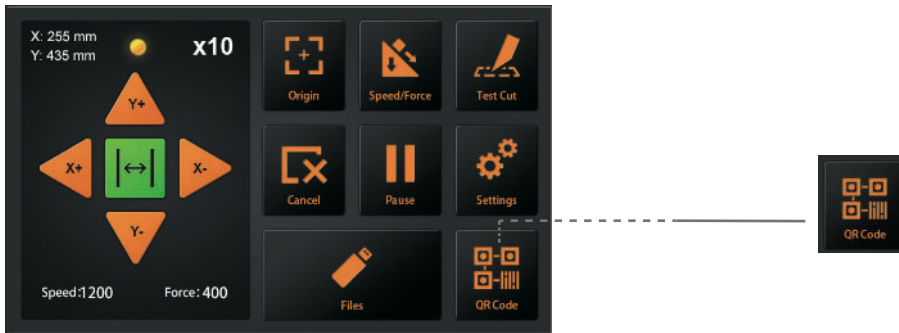 X: 255 mm
Y: 435 mm
x10
Y+
X+
X-
Y-
Speed:1200
Force: 400
Origin
Speed/Force
Test Cut
Cancel
Pause
Settings
Files
QR Code
QR Code